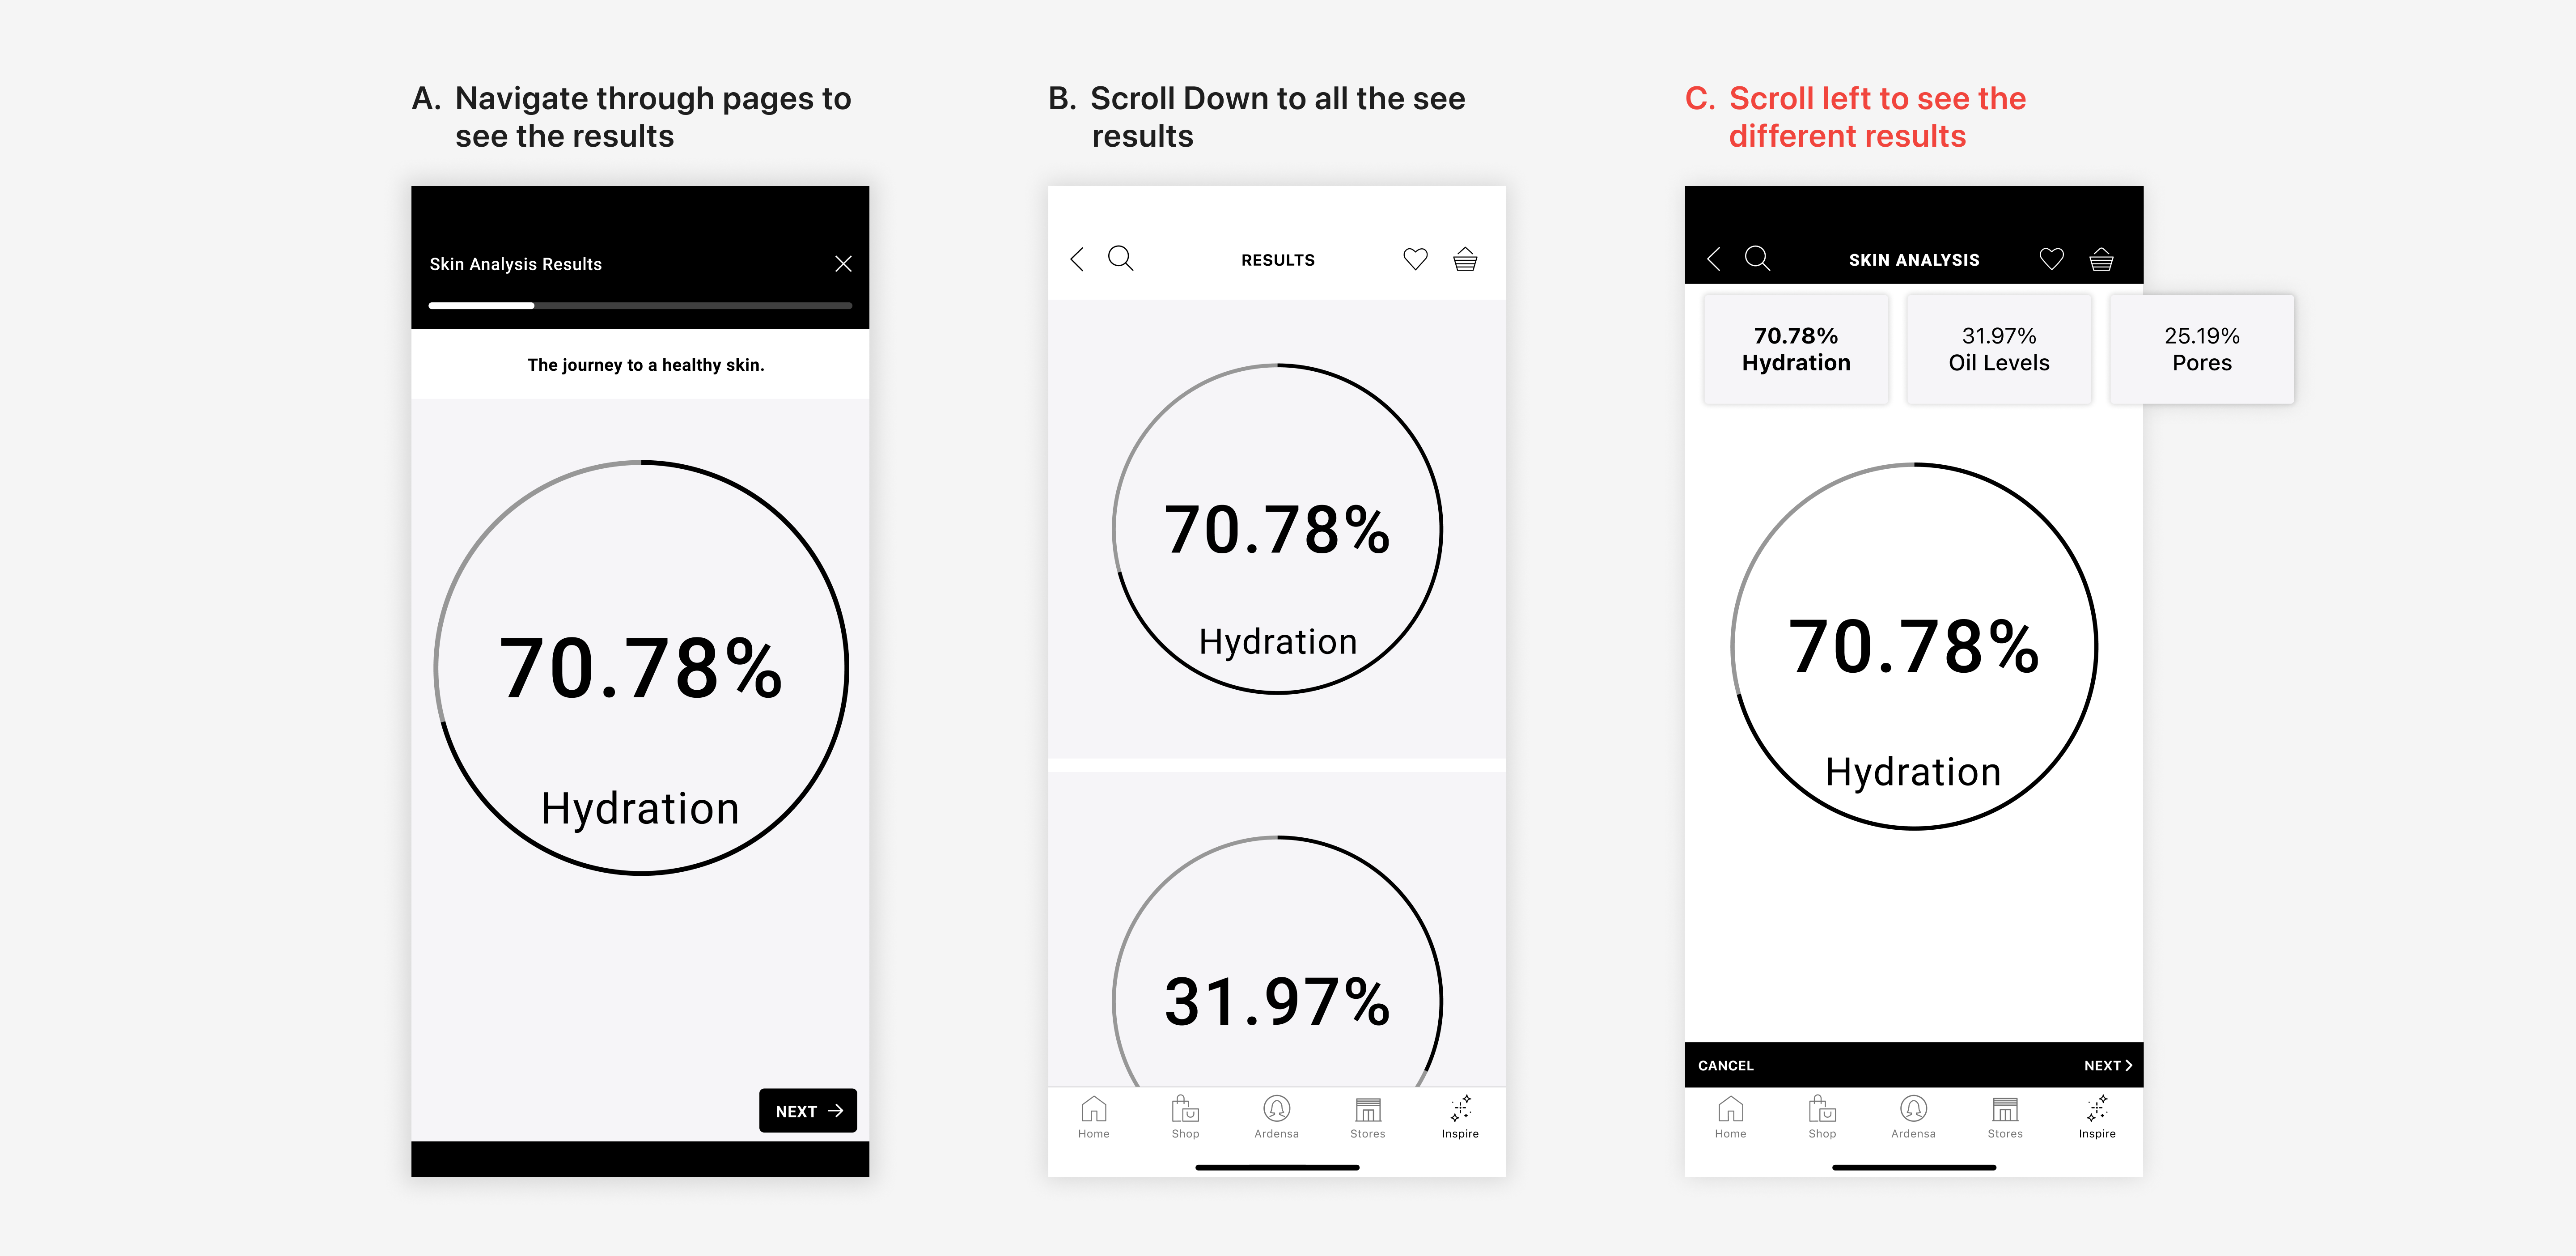 A. Navigate through pages to
see the results
Skin Analysis Results
The journey to a healthy skin.
70.78%
Hydration
NEXT
B. Scroll Down to all the see
results
RESULTS
70.78%
Hydration
31.97%
Home
Shop
Ardensa
Stores
Inspire
C. Scroll left to see the
different results
SKIN ANALYSIS
70.78%
Hydration
31.97%
Oil Levels
25.19%
Pores
70.78%
Hydration
CANCEL
NEXT
Home
Shop
Ardensa
Stores
Inspire